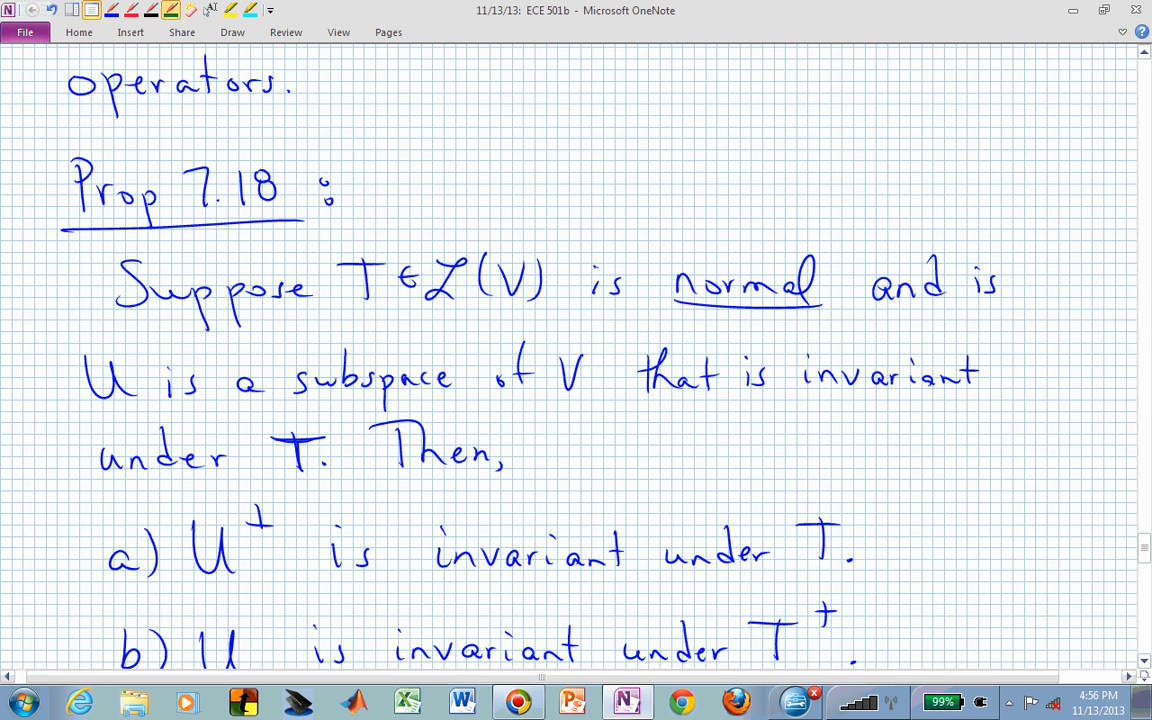 11/13/13: ECE 501b - Microsoft OneNote
File Home Insert Share Draw Review View Pages
operators.
Prop 7.18 :
Suppose T ∈ ℒ(V) is normal and is
U is a subspace of V that is invariant
under T. Then,
a) U^⊥ is invariant under T.
b) U is invariant under T^†.
99%
4:56 PM
11/13/2013